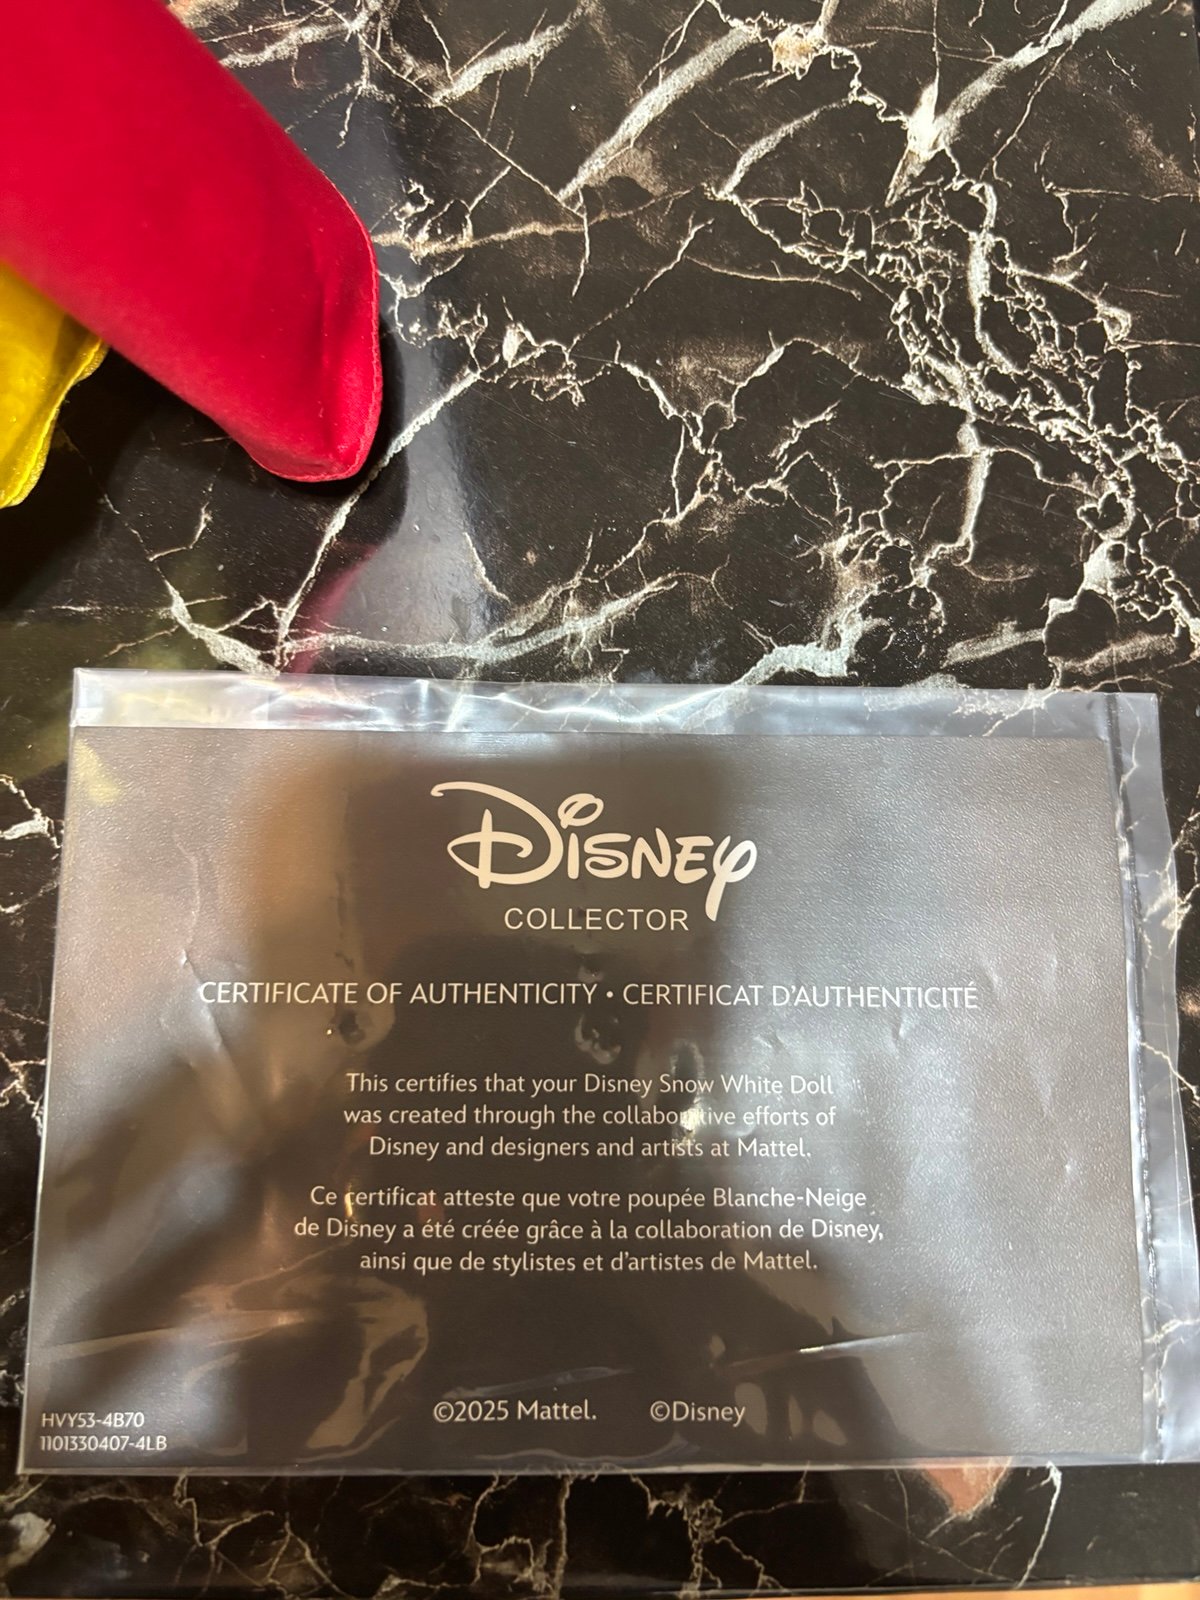 Disney
COLLECTOR
CERTIFICATE OF AUTHENTICITY • CERTIFICAT D'AUTHENTICITÉ
This certifies that your Disney Snow White Doll
was created through the collaborative efforts of
Disney and designers and artists at Mattel.
Ce certificat atteste que votre poupée Blanche-Neige
de Disney a été créée grâce à la collaboration de Disney,
ainsi que de stylistes et d'artistes de Mattel.
©2025 Mattel. ©Disney
HVY53-4B70
1101330407-4LB